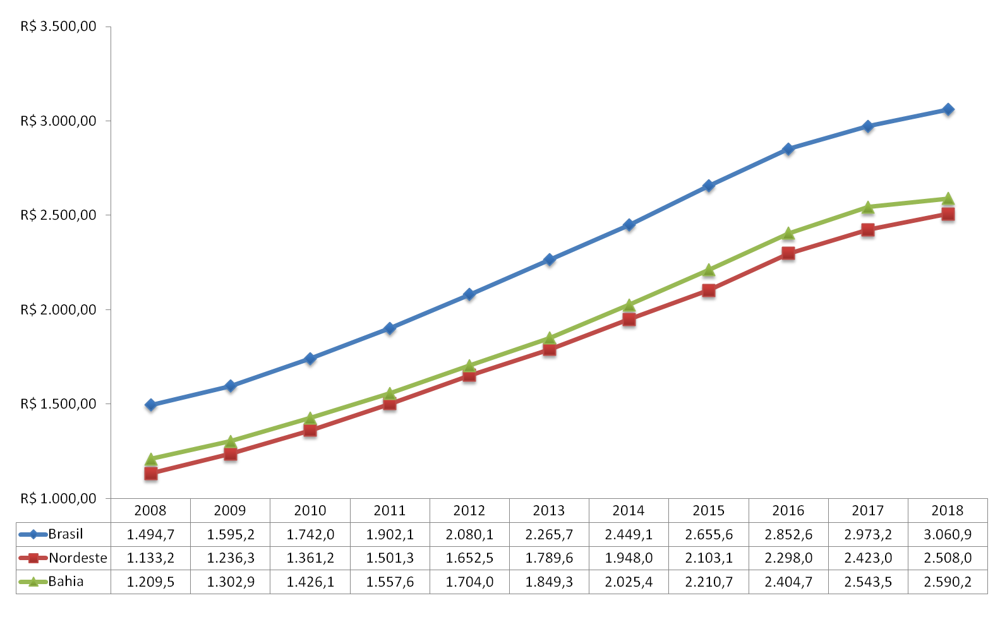 R$ 3.500,00
R$ 3.000,00
R$ 2.500,00
R$ 2.000,00
R$ 1.500,00
R$ 1.000,00
2008 2009 2010 2011 2012 2013 2014 2015 2016 2017 2018
Brasil 1.494,7 1.595,2 1.742,0 1.902,1 2.080,1 2.265,7 2.449,1 2.655,6 2.852,6 2.973,2 3.060,9
Nordeste 1.133,2 1.236,3 1.361,2 1.501,3 1.652,5 1.789,6 1.948,0 2.103,1 2.298,0 2.423,0 2.508,0
Bahia 1.209,5 1.302,9 1.426,1 1.557,6 1.704,0 1.849,3 2.025,4 2.210,7 2.404,7 2.543,5 2.590,2